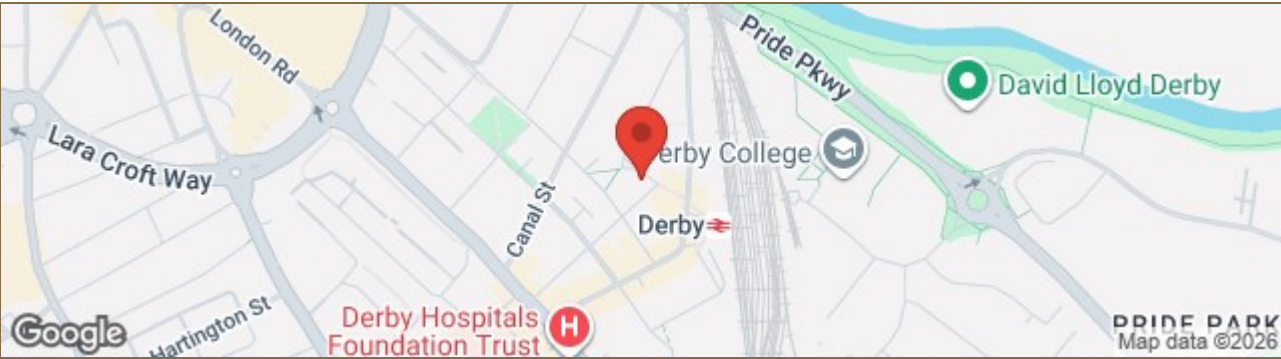 London Rd
Pride Pkwy
David Lloyd Derby
Lara Croft Way
erby College
Canal St
Derby
Derby Hospitals
Foundation Trust
H
Hartington St
Google
PRIDE PARK
Map data ©2026